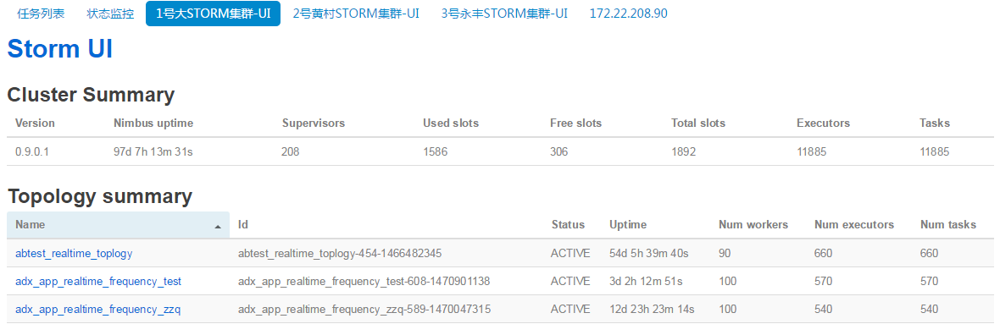 任务列表 状态监控 1号大STORM集群-UI 2号黄村STORM集群-UI 3号永丰STORM集群-UI 172.22.208.90
Storm UI
Cluster Summary
Version Nimbus uptime Supervisors Used slots Free slots Total slots Executors Tasks
0.9.0.1 97d 7h 13m 31s 208 1586 306 1892 11885 11885
Topology summary
Name Id Status Uptime Num workers Num executors Num tasks
abtest_realtime_toplogy abtest_realtime_toplogy-454-1466482345 ACTIVE 54d 5h 39m 40s 90 660 660
adx_app_realtime_frequency_test adx_app_realtime_frequency_test-608-1470901138 ACTIVE 3d 2h 12m 51s 100 570 570
adx_app_realtime_frequency_zzq adx_app_realtime_frequency_zzq-589-1470047315 ACTIVE 12d 23h 23m 14s 100 540 540